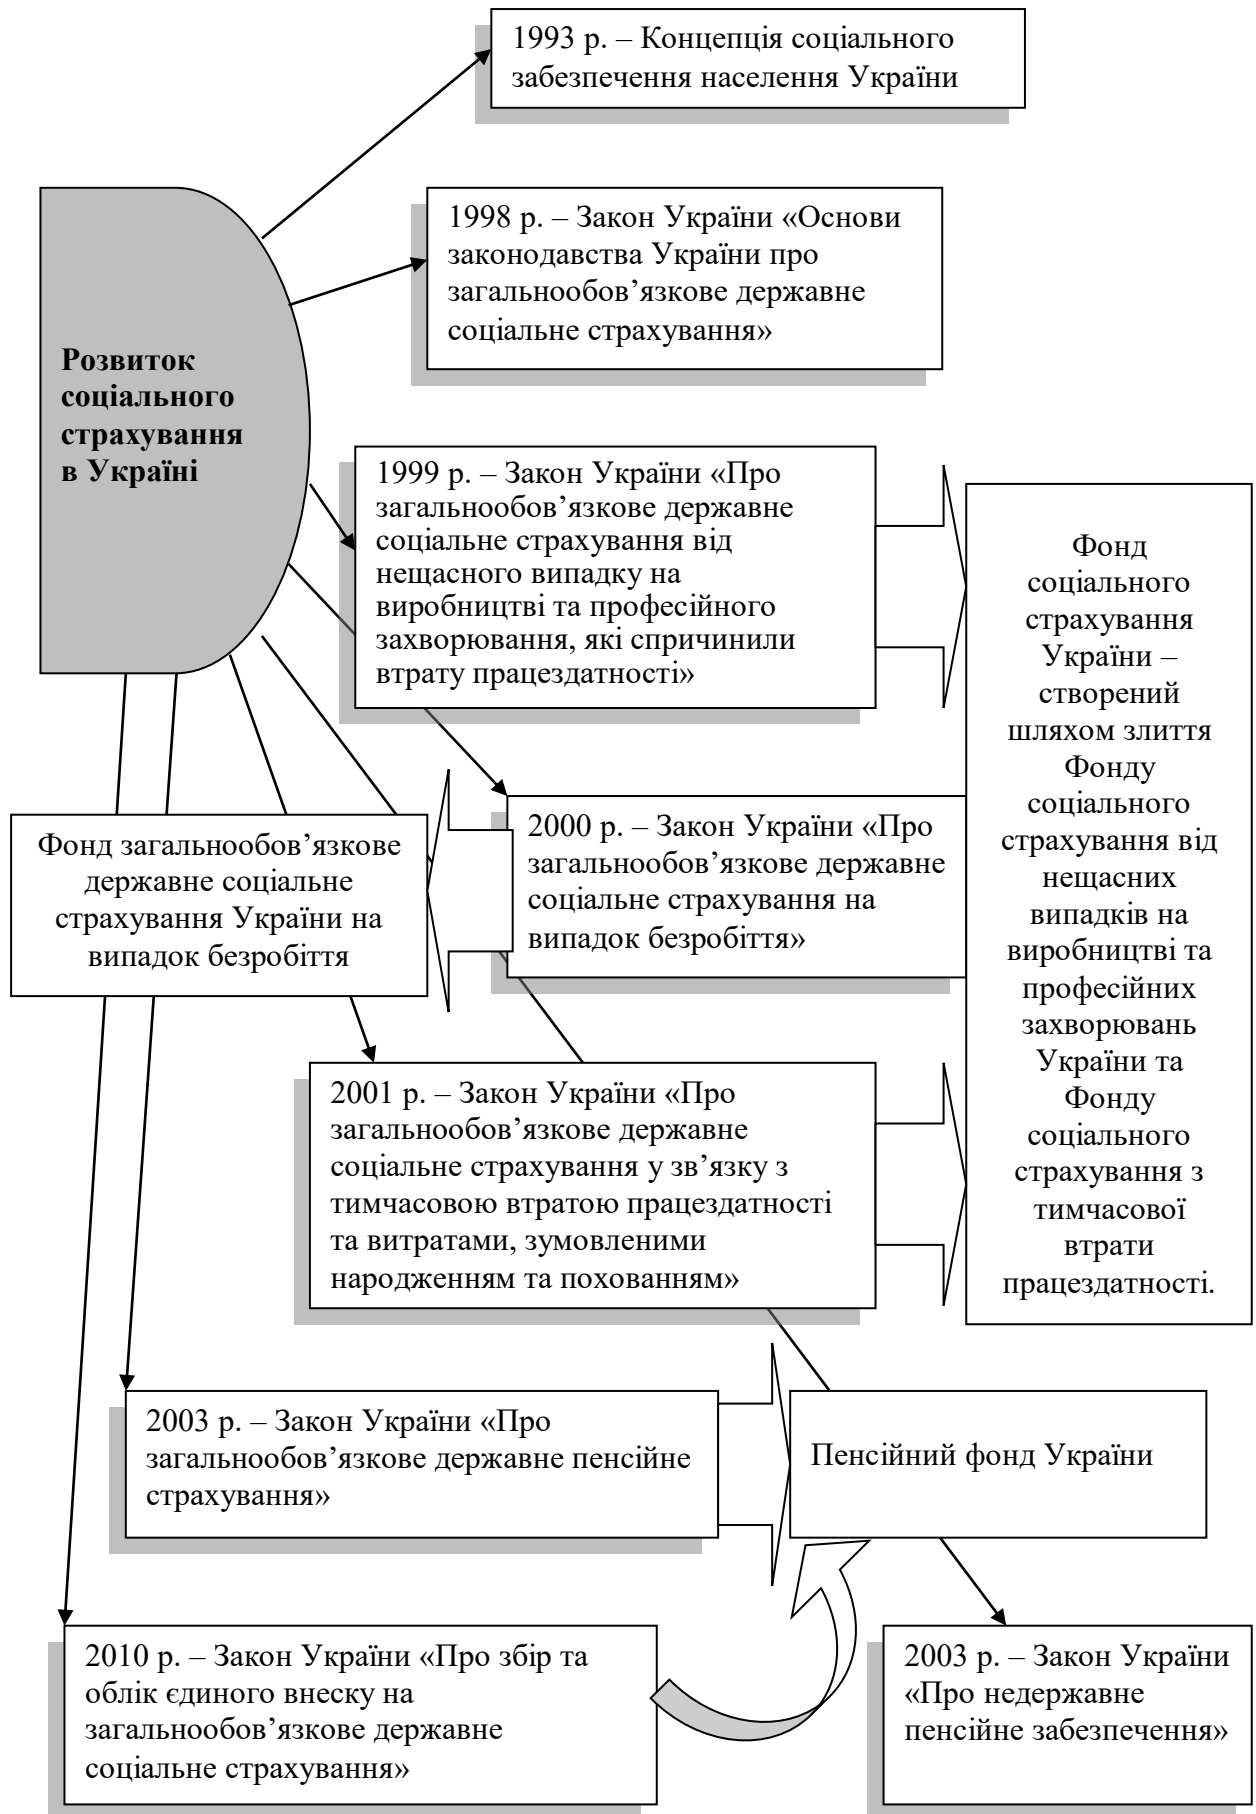 1993 р. – Концепція соціального
забезпечення населення України
1998 р. – Закон України «Основи
законодавства України про
загальнообов’язкове державне
соціальне страхування»
Розвиток
соціального
страхування
в Україні
1999 р. – Закон України «Про
загальнообов’язкове державне
соціальне страхування від
нещасного випадку на
виробництві та професійного
захворювання, які спричинили
втрату працездатності»
Фонд
соціального
страхування
України –
створений
шляхом злиття
Фонду
соціального
страхування від
нещасних
випадків на
виробництві та
професійних
захворювань
України та
Фонду
соціального
страхування з
тимчасової
втрати
працездатності.
Фонд загальнообов’язкове
державне соціальне
страхування України на
випадок безробіття
2000 р. – Закон України «Про
загальнообов’язкове державне
соціальне страхування на
випадок безробіття»
2001 р. – Закон України «Про
загальнообов’язкове державне
соціальне страхування у зв’язку з
тимчасовою втратою працездатності
та витратами, зумовленими
народженням та похованням»
2003 р. – Закон України «Про
загальнообов’язкове державне пенсійне
страхування»
Пенсійний фонд України
2010 р. – Закон України «Про збір та
облік єдиного внеску на
загальнообов’язкове державне
соціальне страхування»
2003 р. – Закон України
«Про недержавне
пенсійне забезпечення»